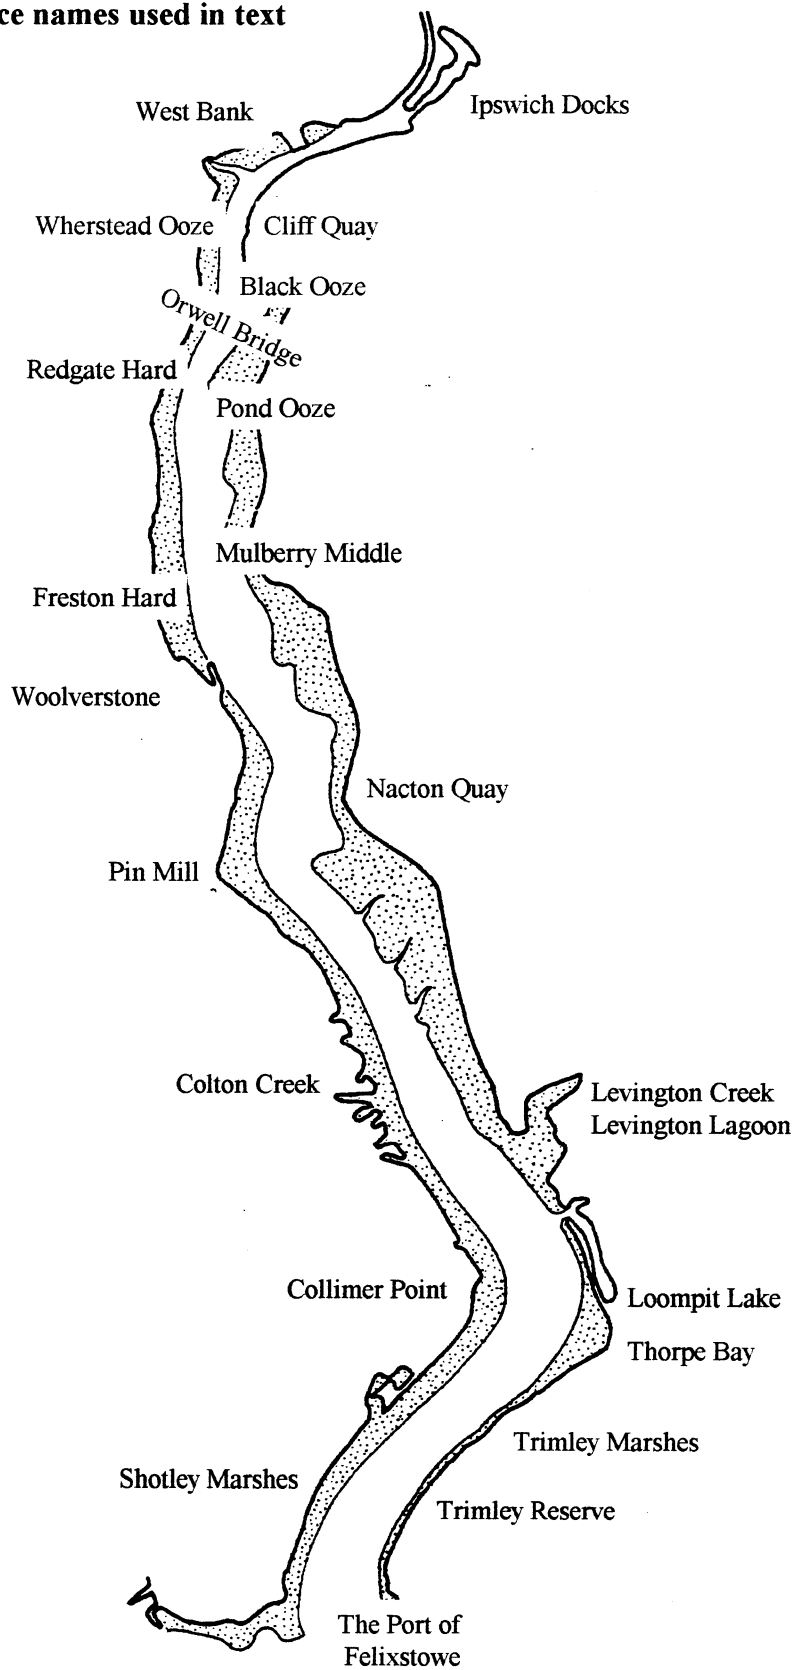 ce names used in text
Ipswich Docks
West Bank
Wherstead Ooze
Cliff Quay
Black Ooze
Orwell Bridge
Redgate Hard
Pond Ooze
Mulberry Middle
Freston Hard
Woolverstone
Nacton Quay
Pin Mill
Colton Creek
Levington Creek
Levington Lagoon
Collimer Point
Loompit Lake
Thorpe Bay
Trimley Marshes
Shotley Marshes
Trimley Reserve
The Port of
Felixstowe